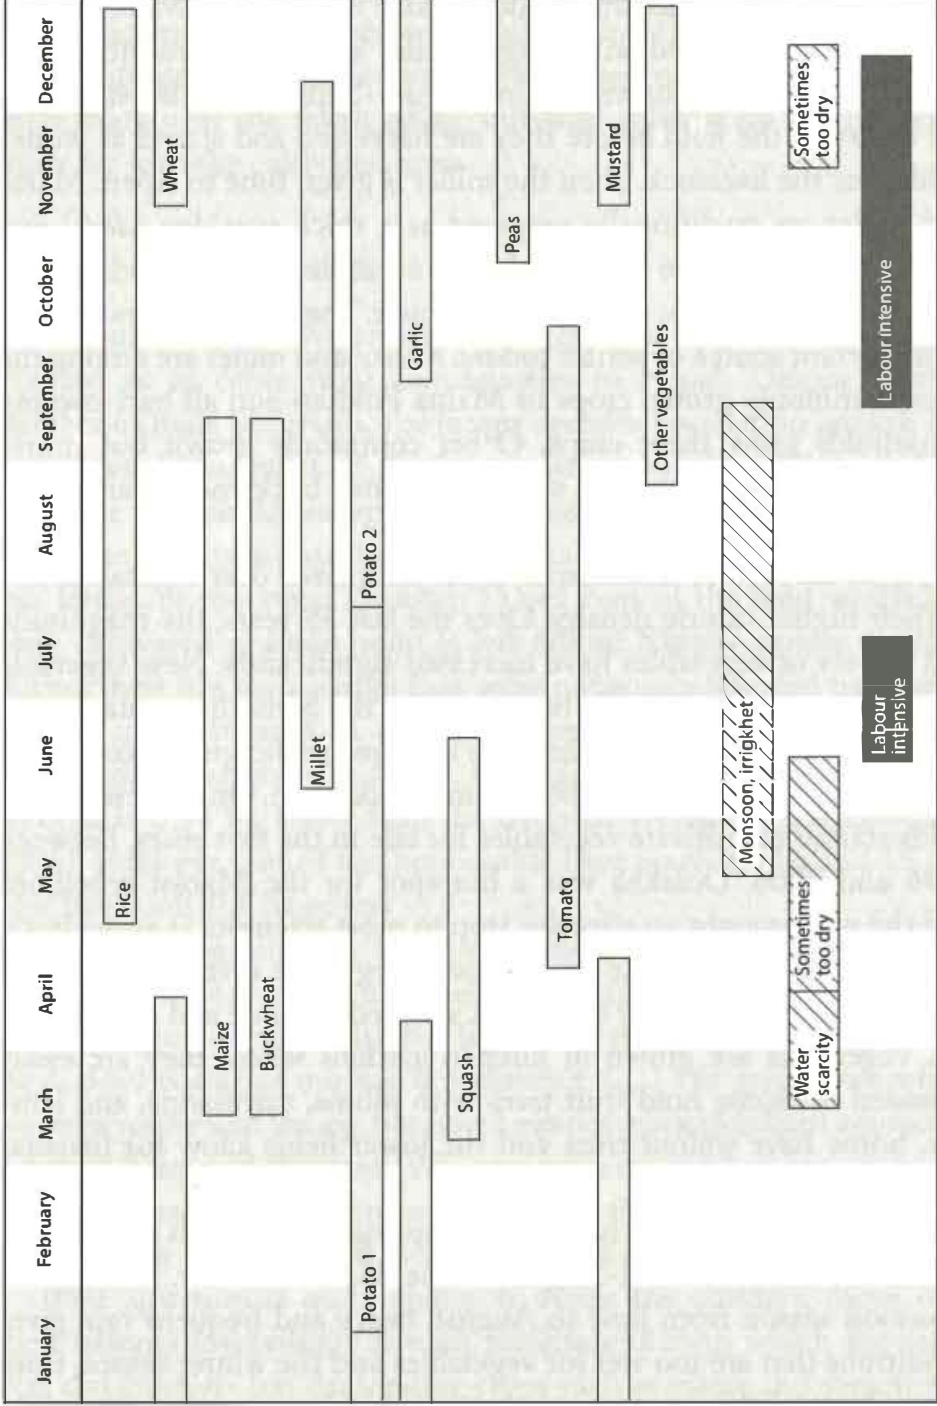 January February March April May June July August September October November December
Rice
Wheat
Maize
Buckwheat
Millet
Potato 1 Potato 2
Garlic
Squash
Peas
Tomato
Mustard
Other vegetables
Monsoon, irrigkhet
Water
scarcity
Sometimes
too dry
Sometimes
too dry
Labour
intensive
Labour intensive